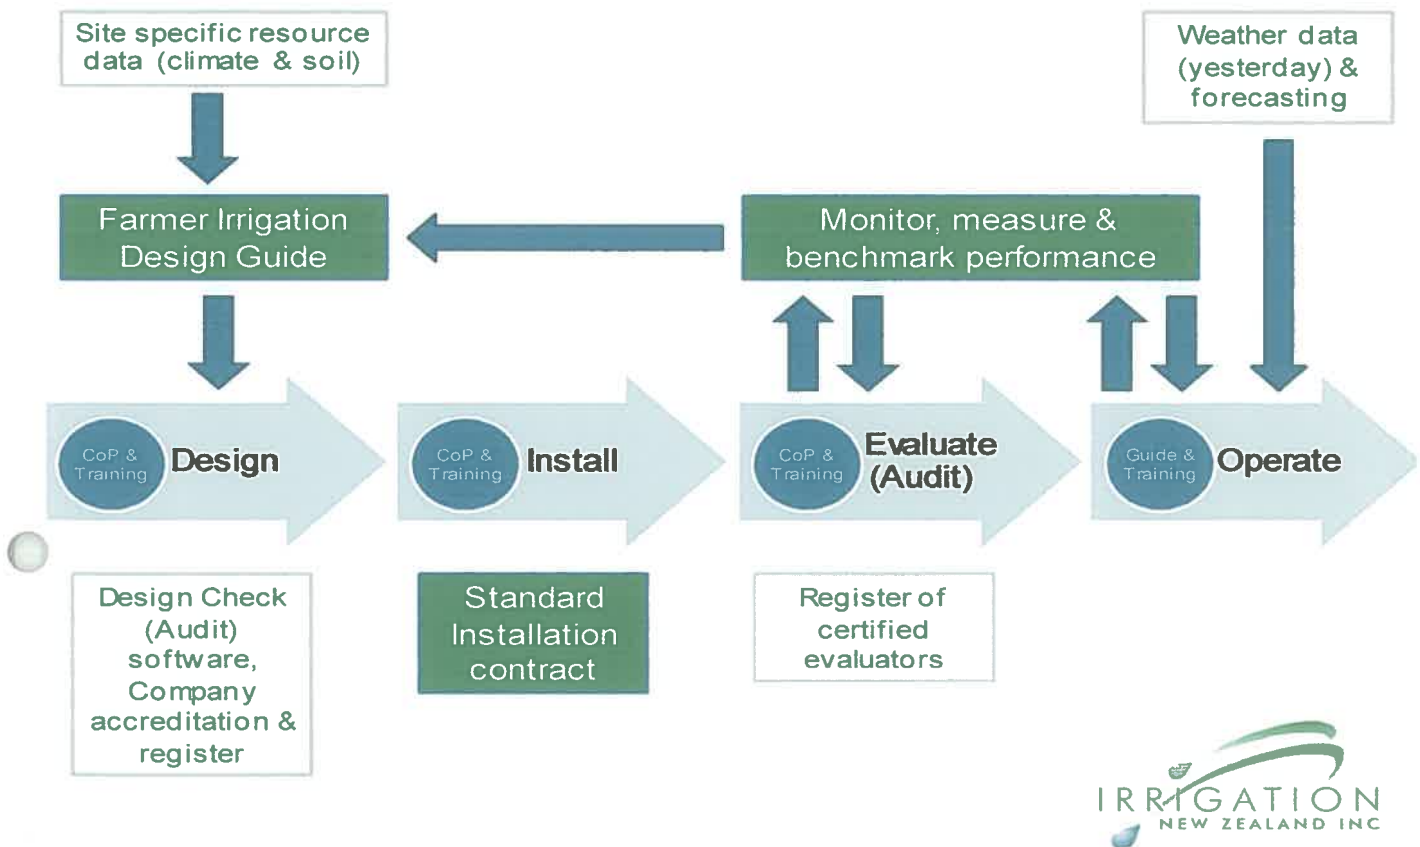 Site specific resource
data (climate & soil)
Weather data
(yesterday) &
forecasting
Farmer Irrigation
Design Guide
Monitor, measure &
benchmark performance
CoP &
Training
Design
CoP &
Training
Install
CoP &
Training
Evaluate
(Audit)
Guide &
Training
Operate
Design Check
(Audit)
software,
Company
accreditation &
register
Standard
Installation
contract
Register of
certified
evaluators
IRRIGATION
NEW ZEALAND INC